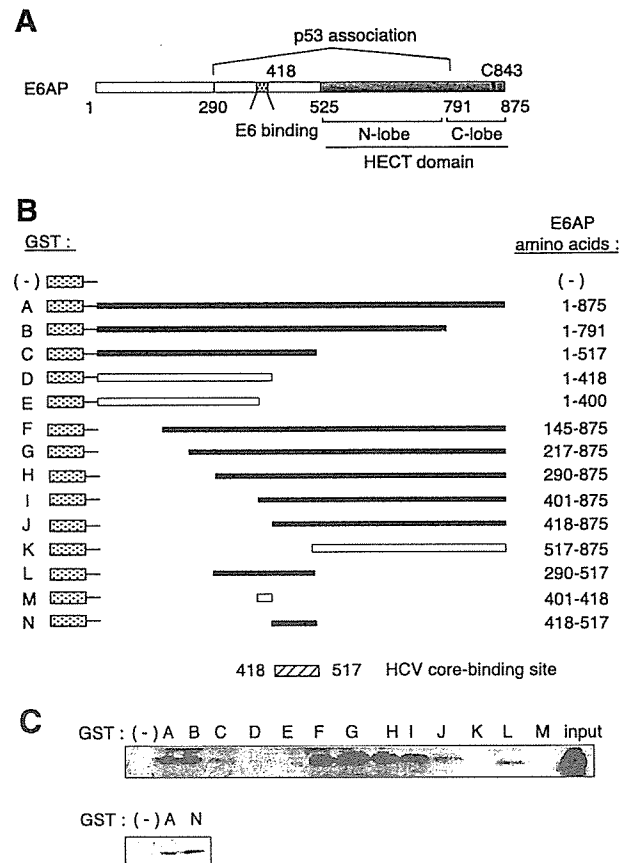 A
p53 association
418 C843
E6AP
1 290 525 791 875
E6 binding N-lobe C-lobe
HECT domain
B
GST : E6AP amino acids :
(-) (-)
A 1-875
B 1-791
C 1-517
D 1-418
E 1-400
F 145-875
G 217-875
H 290-875
I 401-875
J 418-875
K 517-875
L 290-517
M 401-418
N 418-517
418 517 HCV core-binding site
C
GST : (-) A B C D E F G H I J K L M input
GST : (-) A N